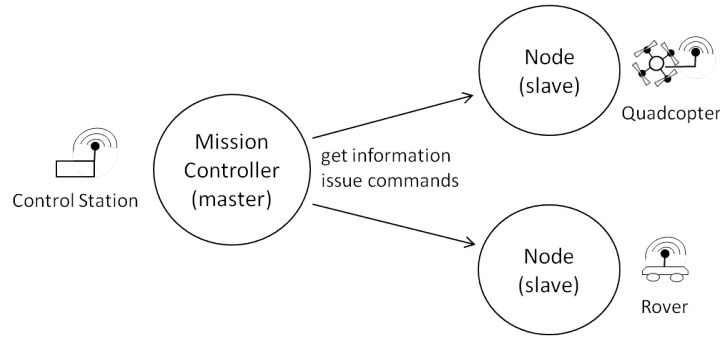 Control Station
Mission
Controller
(master)
get information
issue commands
Node
(slave)
Quadcopter
Node
(slave)
Rover